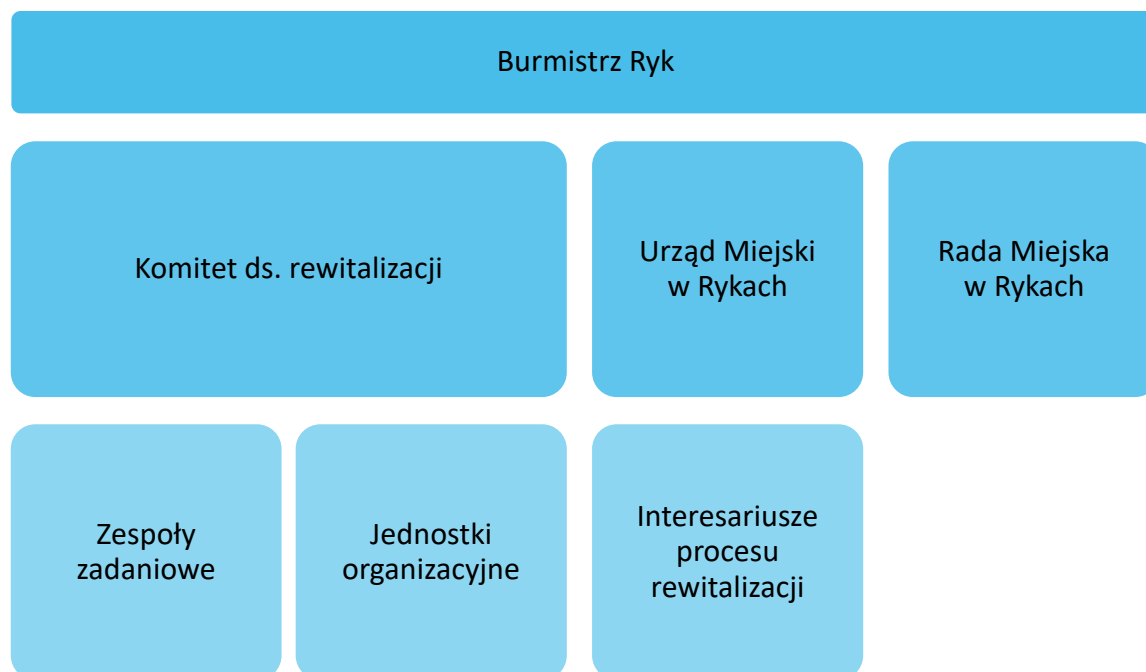 Burmistrz Ryk
Komitet ds. rewitalizacji
Urząd Miejski
w Rykach
Rada Miejska
w Rykach
Zespoły
zadaniowe
Jednostki
organizacyjne
Interesariusze
procesu
rewitalizacji